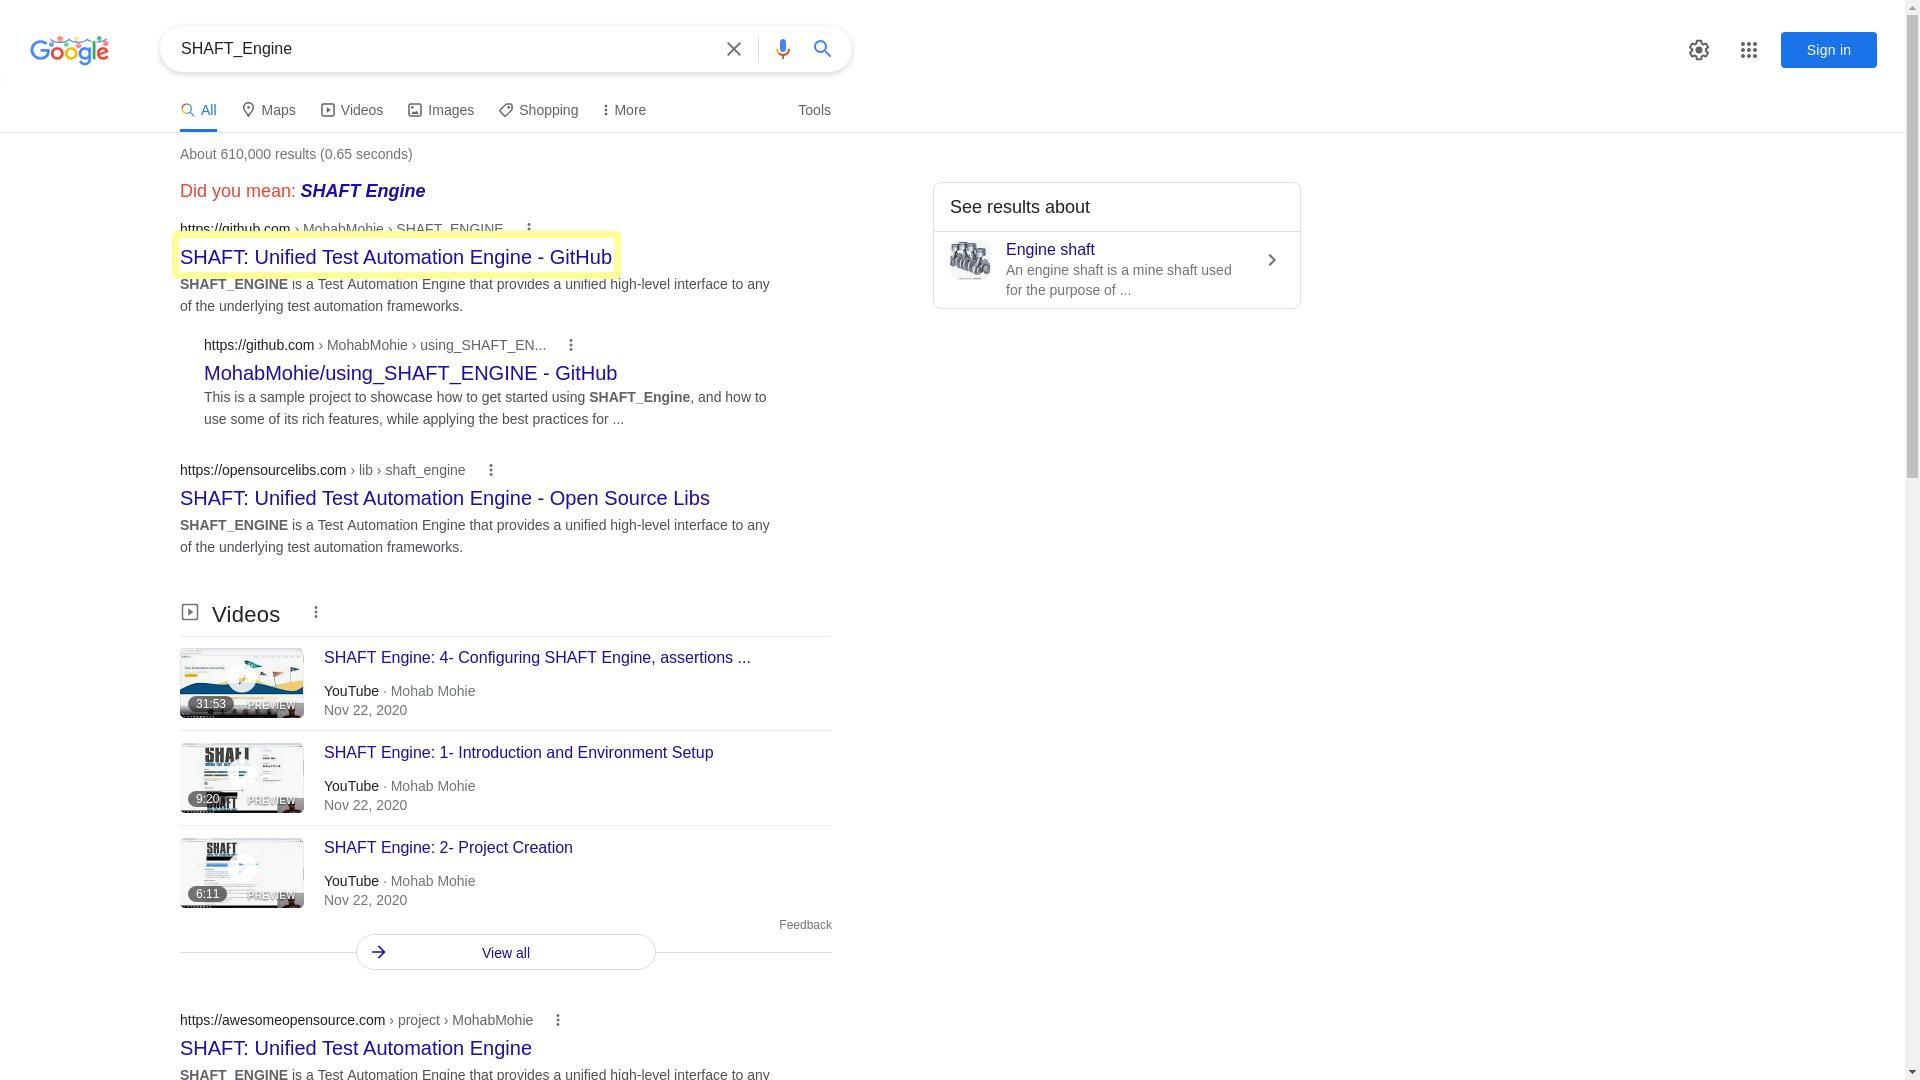 Google
SHAFT_Engine
Sign in
All
Maps
Videos
Images
Shopping
More
Tools
About 610,000 results (0.65 seconds)
Did you mean: SHAFT Engine
https://github.com › MohabMohie › SHAFT_ENGINE
SHAFT: Unified Test Automation Engine - GitHub
SHAFT_ENGINE is a Test Automation Engine that provides a unified high-level interface to any
of the underlying test automation frameworks.
https://github.com › MohabMohie › using_SHAFT_EN...
MohabMohie/using_SHAFT_ENGINE - GitHub
This is a sample project to showcase how to get started using SHAFT_Engine, and how to
use some of its rich features, while applying the best practices for ...
https://opensourcelibs.com › lib › shaft_engine
SHAFT: Unified Test Automation Engine - Open Source Libs
SHAFT_ENGINE is a Test Automation Engine that provides a unified high-level interface to any
of the underlying test automation frameworks.
Videos
31:53
PREVIEW
SHAFT Engine: 4- Configuring SHAFT Engine, assertions ...
YouTube · Mohab Mohie
Nov 22, 2020
SHAFT
9:20
PREVIEW
SHAFT
SHAFT Engine: 1- Introduction and Environment Setup
YouTube · Mohab Mohie
Nov 22, 2020
SHAFT
6:11
PREVIEW
SHAFT Engine: 2- Project Creation
YouTube · Mohab Mohie
Nov 22, 2020
Feedback
View all
https://awesomeopensource.com › project › MohabMohie
SHAFT: Unified Test Automation Engine
SHAFT_ENGINE is a Test Automation Engine that provides a unified high-level interface to any
See results about
Engine shaft
An engine shaft is a mine shaft used
for the purpose of ...